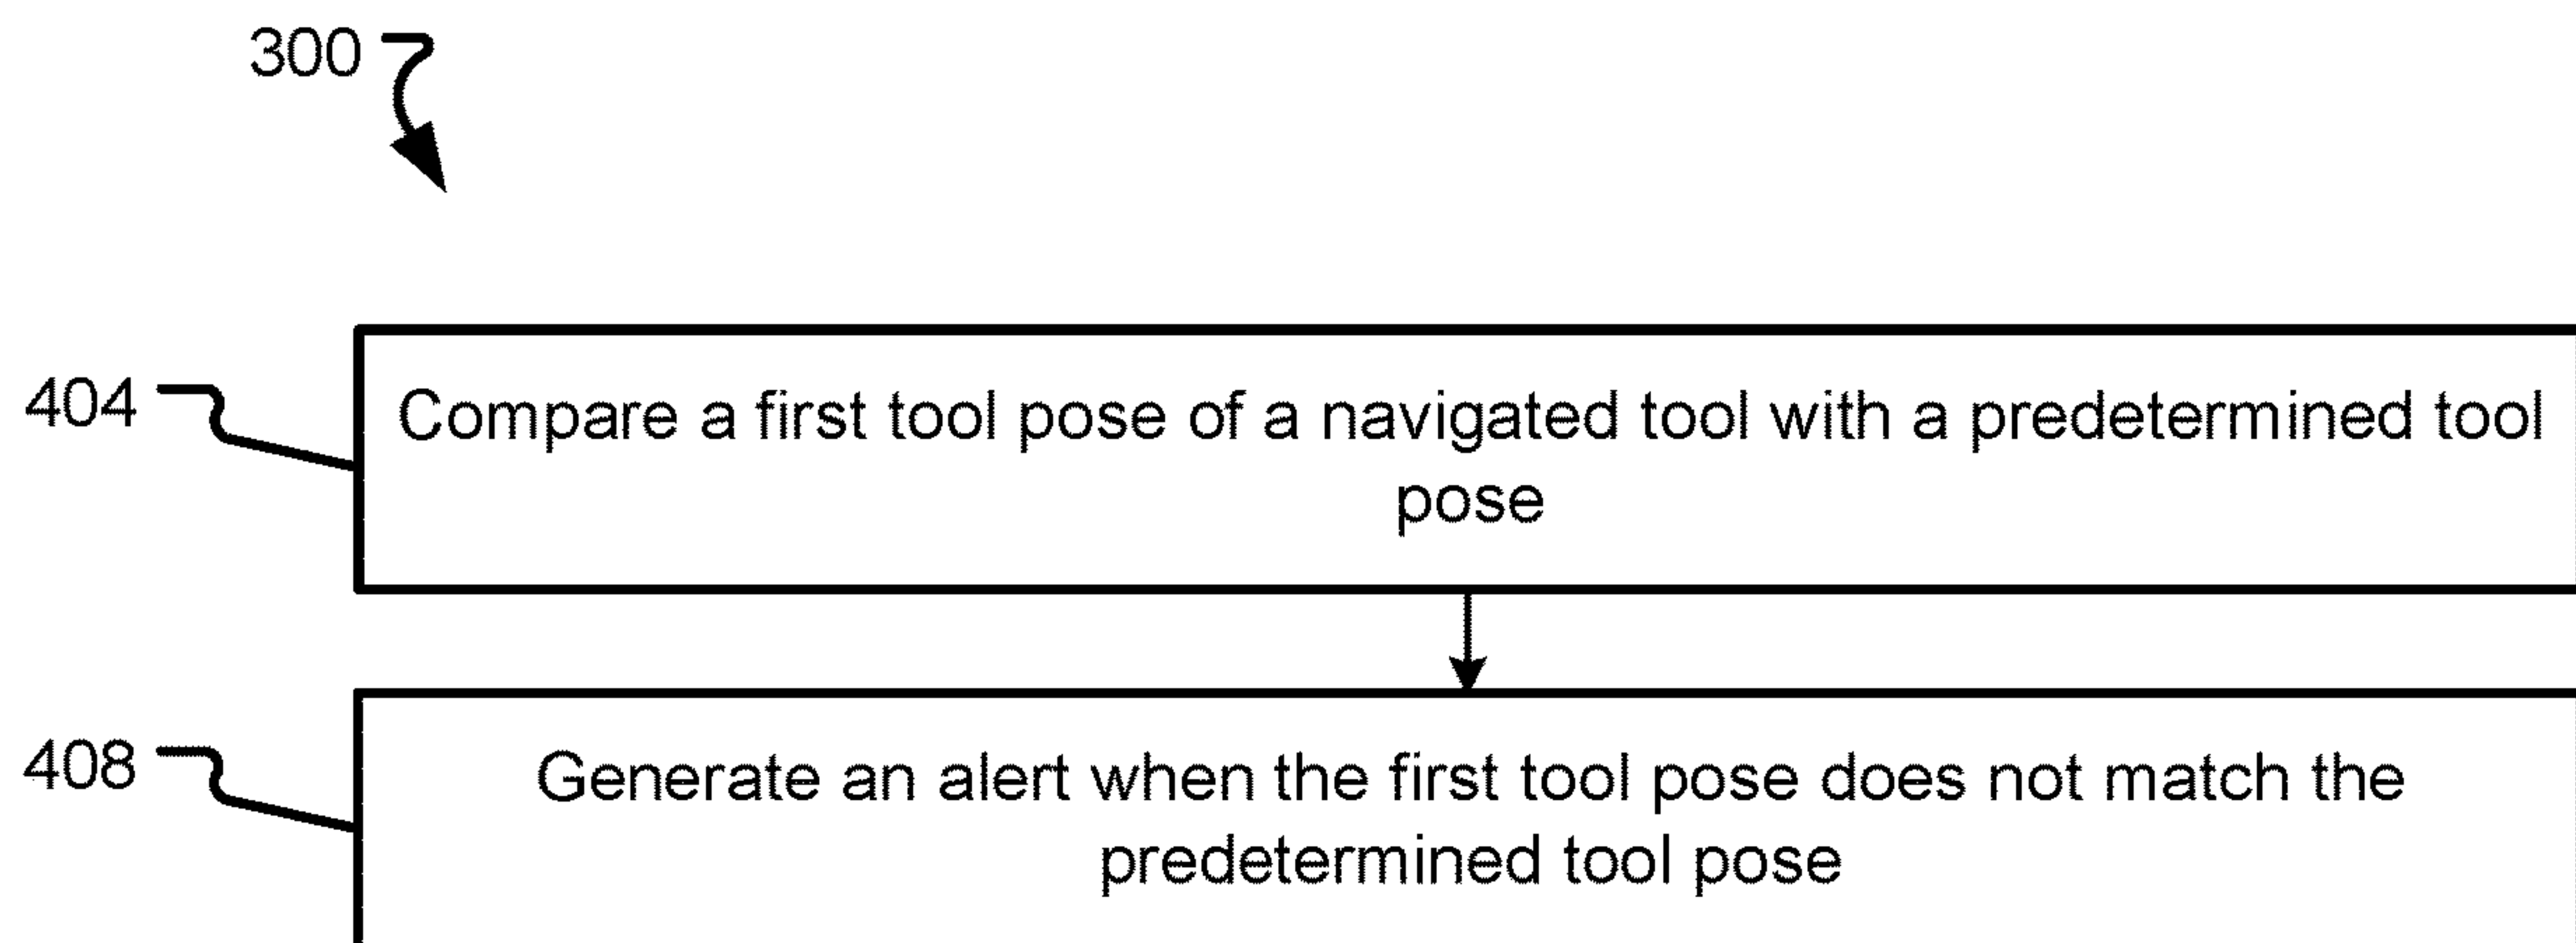 300
404
Compare a first tool pose of a navigated tool with a predetermined tool
pose
408
Generate an alert when the first tool pose does not match the
predetermined tool pose